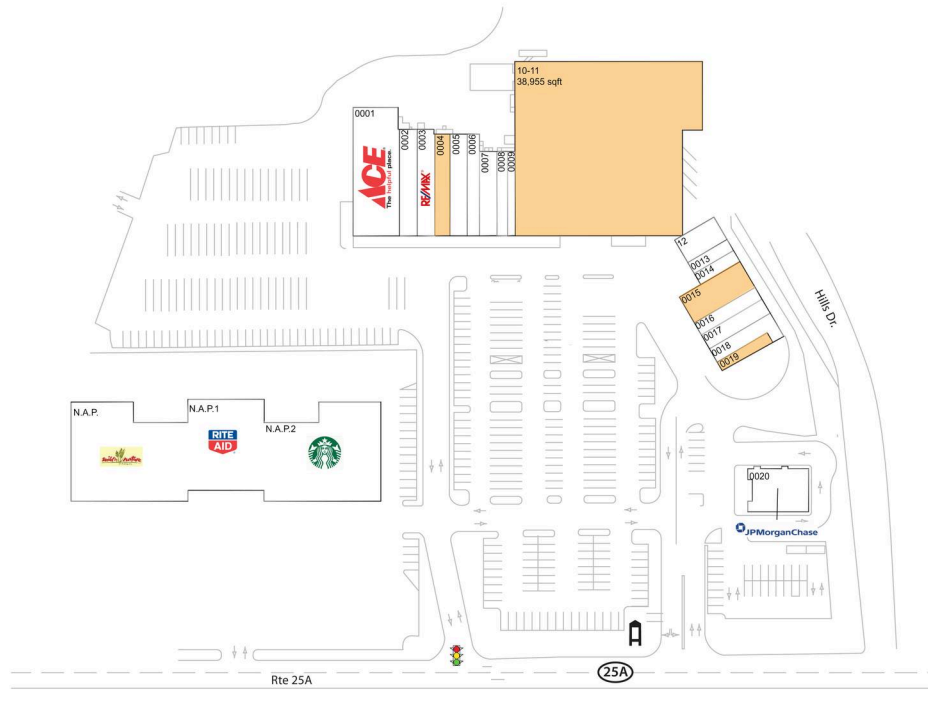 10-11
38,955 sqft
0001
0002
0003
0004
0005
0006
0007
0008
0009
ACE
The helpful place.
RE/MAX
12
0013
0014
0015
0016
0017
0018
0019
Hills Dr.
N.A.P.
N.A.P.1
N.A.P.2
RITE
AID
0020
JPMorganChase
Rte 25A
25A